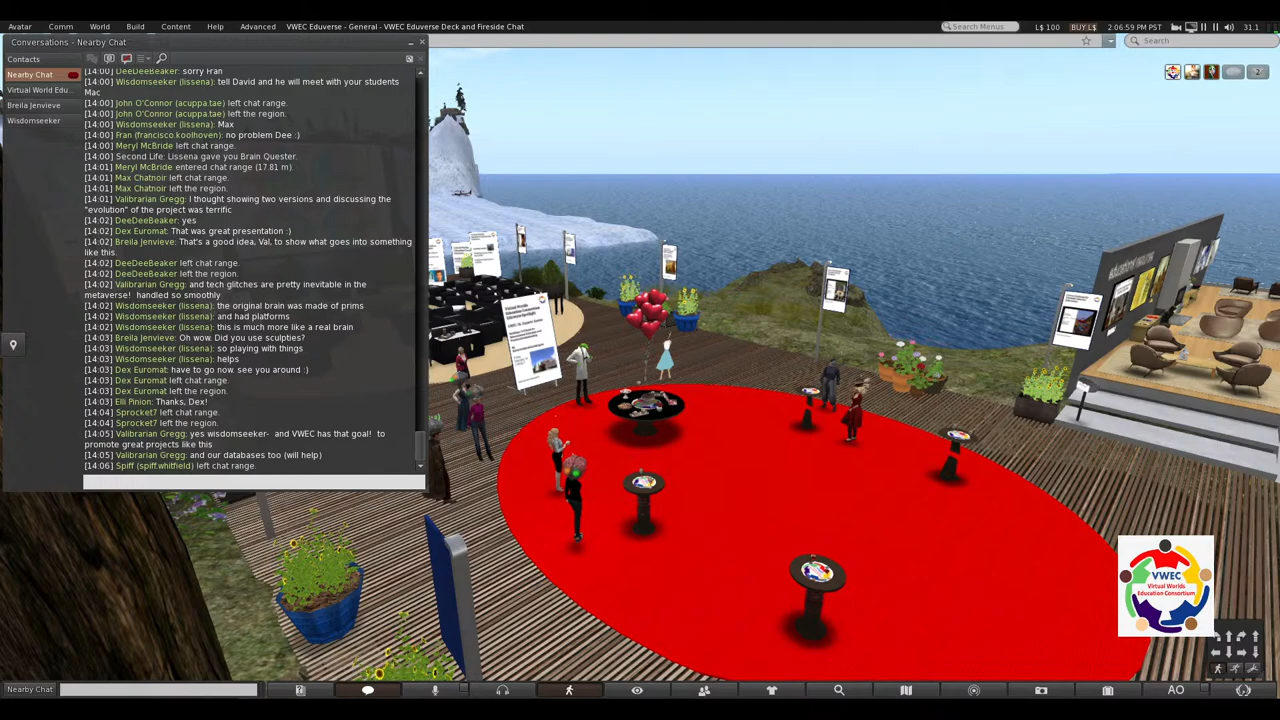 Avatar Comm World Build Content Help Advanced VWEC Eduverse - General - VWEC Eduverse Deck and Fireside Chat Search Menus L$ 100 BUY L$ 2:06:59 PM PST 31.1
Conversations - Nearby Chat
Search
Contacts
Nearby Chat
Virtual World Edu...
Breila Jenvieve
Wisdomseeker
[14:00] DeeDeeBeaker: sorry Fran
[14:00] Wisdomseeker (lissena): tell David and he will meet with your students
Mac
[14:00] John O'Connor (acuppa.tae) left chat range.
[14:00] John O'Connor (acuppa.tae) left the region.
[14:00] Wisdomseeker (lissena): Max
[14:00] Fran (francisco.koolhoven): no problem Dee :)
[14:00] Meryl McBride left chat range.
[14:00] Second Life: Lissena gave you Brain Quester.
[14:01] Meryl McBride entered chat range (17.81 m).
[14:01] Max Chatnoir left chat range.
[14:01] Max Chatnoir left the region.
[14:01] Valibrarian Gregg: I thought showing two versions and discussing the
"evolution" of the project was terrific
[14:02] DeeDeeBeaker: yes
[14:02] Dex Euromat: That was great presentation :)
[14:02] Breila Jenvieve: That's a good idea, Val, to show what goes into something
like this.
[14:02] DeeDeeBeaker left chat range.
[14:02] DeeDeeBeaker left the region.
[14:02] Valibrarian Gregg: and tech glitches are pretty inevitable in the
metaverse! handled so smoothly
[14:02] Wisdomseeker (lissena): the original brain was made of prims
[14:02] Wisdomseeker (lissena): and had platforms
[14:03] Wisdomseeker (lissena): this is much more like a real brain
[14:03] Breila Jenvieve: Oh wow. Did you use sculpties?
[14:03] Wisdomseeker (lissena): so playing with things
[14:03] Wisdomseeker (lissena): helps
[14:03] Dex Euromat: have to go now. see you around :)
[14:03] Dex Euromat left chat range.
[14:03] Dex Euromat left the region.
[14:03] Elli Pinion: Thanks, Dex!
[14:04] Sprocket7 left chat range.
[14:04] Sprocket7 left the region.
[14:05] Valibrarian Gregg: yes wisdomseeker- and VWEC has that goal! to
promote great projects like this
[14:05] Valibrarian Gregg: and our databases too (will help)
[14:06] Spiff (spiff.whitfield) left chat range.
VWEC
Virtual Worlds
Education Consortium
Nearby Chat
AO